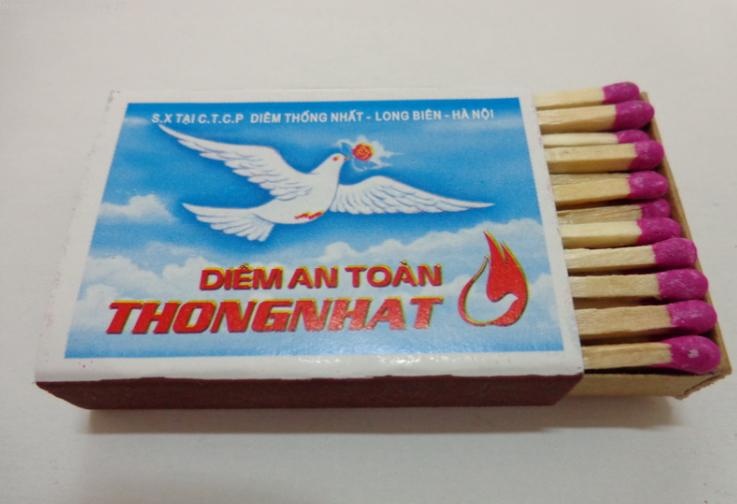 S.X TẠI C.T.C.P DIÊM THỐNG NHẤT - LONG BIÊN - HÀ NỘI
DIÊM AN TOÀN
THONGNHAT